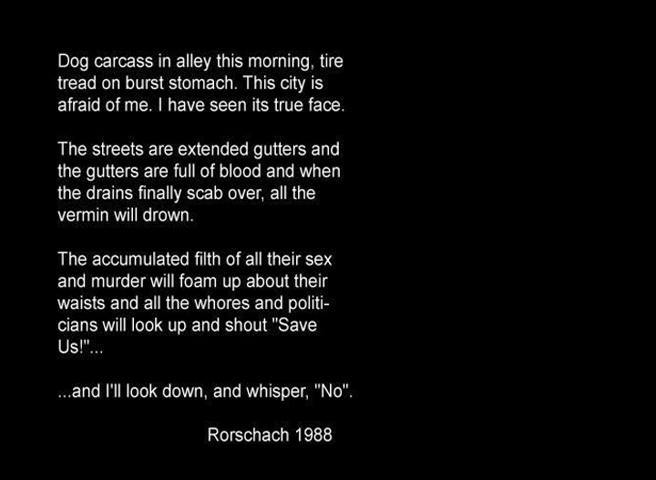 Dog carcass in alley this morning, tire
tread on burst stomach. This city is
afraid of me. I have seen its true face.
The streets are extended gutters and
the gutters are full of blood and when
the drains finally scab over, all the
vermin will drown.
The accumulated filth of all their sex
and murder will foam up about their
waists and all the whores and politi-
cians will look up and shout "Save
Us!"...
...and I'll look down, and whisper, "No".
Rorschach 1988